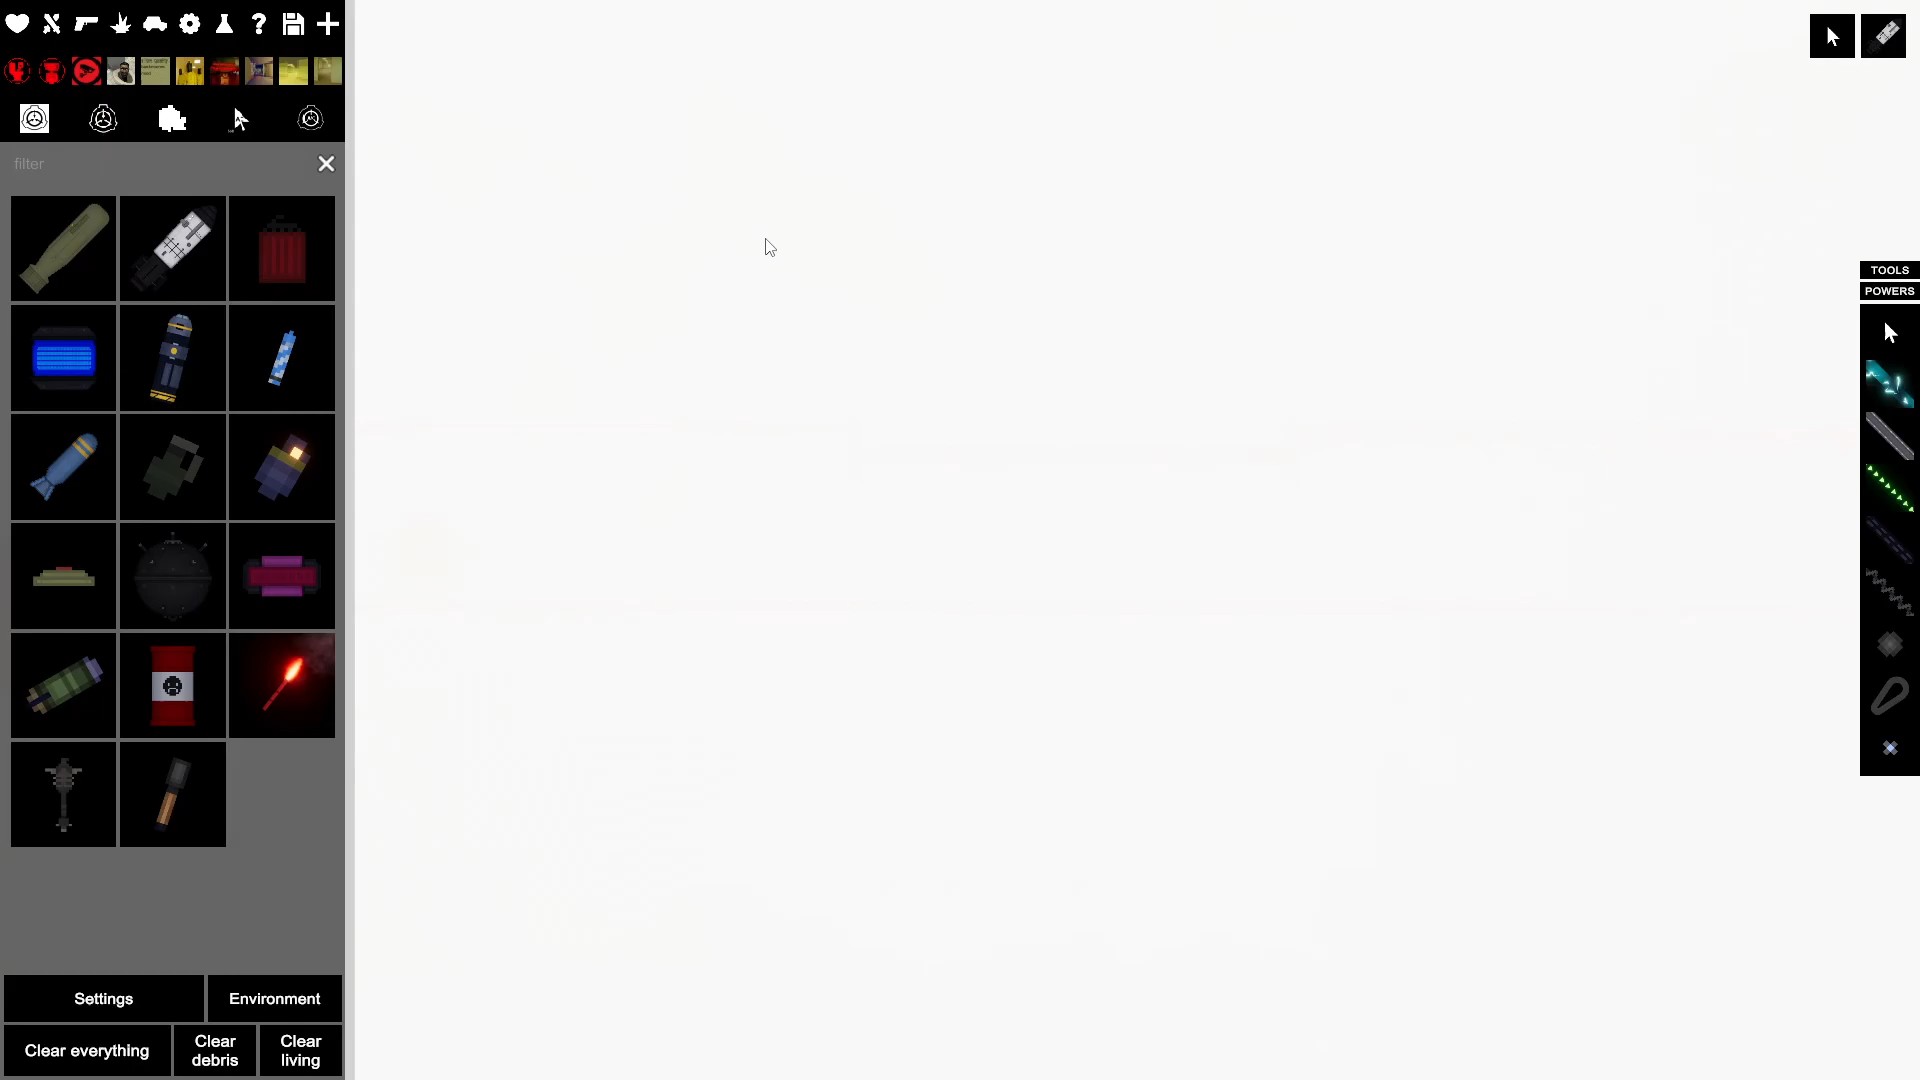 filter
TOOLS
POWERS
Settings
Environment
Clear everything
Clear
debris
Clear
living